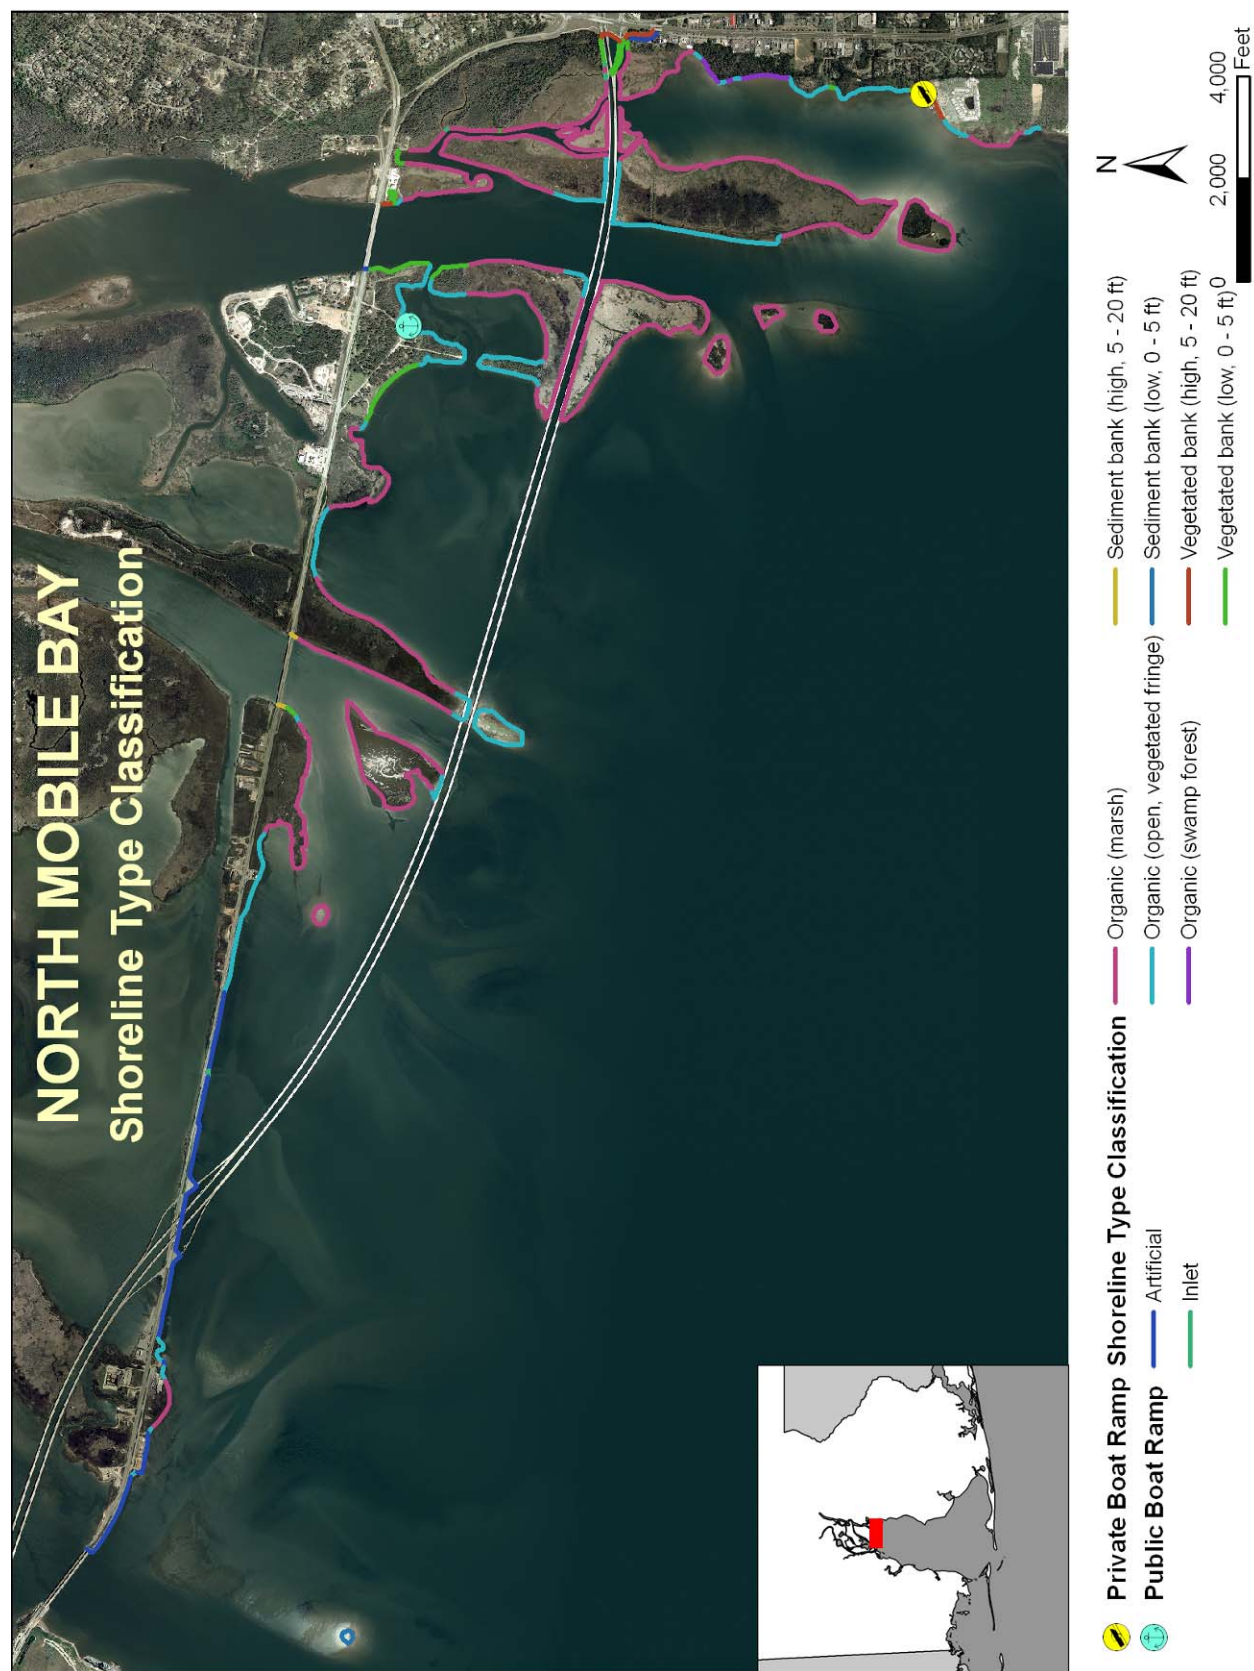 NORTH MOBILE BAY
Shoreline Type Classification
N
Private Boat Ramp
Public Boat Ramp
Shoreline Type Classification
Artificial
Inlet
Organic (marsh)
Organic (open, vegetated fringe)
Organic (swamp forest)
Sediment bank (high, 5 - 20 ft)
Sediment bank (low, 0 - 5 ft)
Vegetated bank (high, 5 - 20 ft)
Vegetated bank (low, 0 - 5 ft)
0 2,000 4,000
Feet